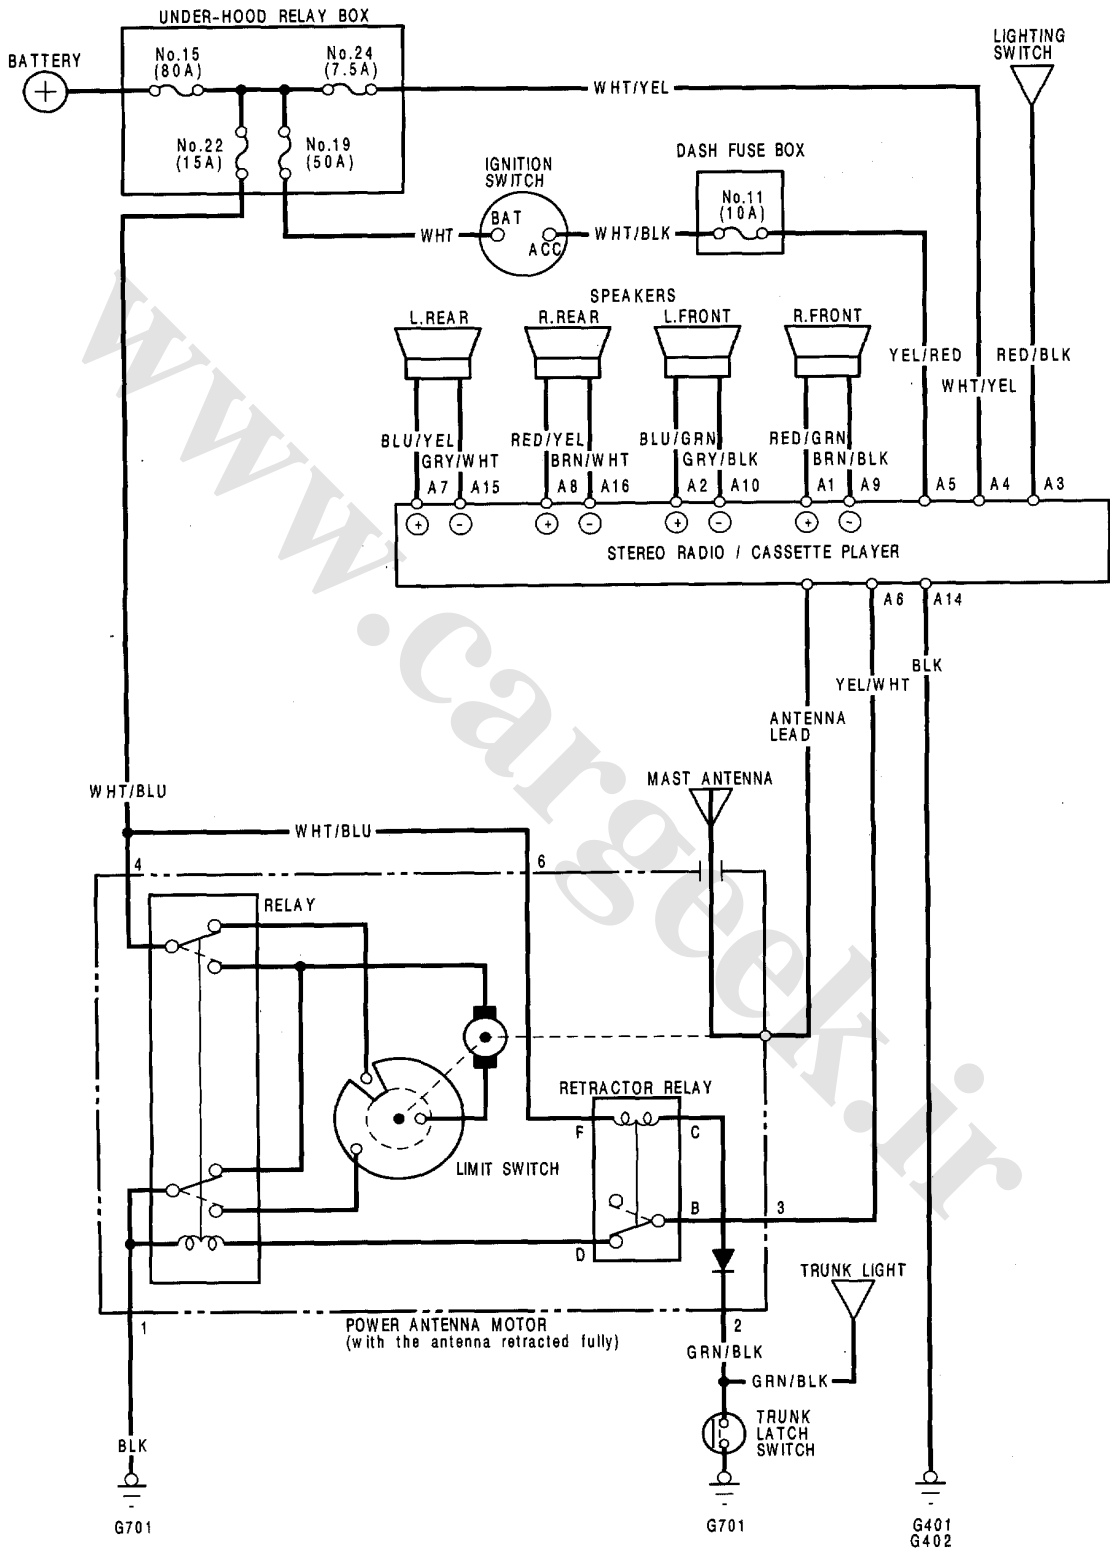 UNDER-HOOD RELAY BOX
BATTERY
No.15
(80A)
No.24
(7.5A)
LIGHTING
SWITCH
WHT/YEL
No.22
(15A)
No.19
(50A)
IGNITION
SWITCH
DASH FUSE BOX
No.11
(10A)
BAT
ACC
WHT
WHT/BLK
SPEAKERS
L.REAR
R.REAR
L.FRONT
R.FRONT
YEL/RED
RED/BLK
WHT/YEL
BLU/YEL
GRY/WHT
RED/YEL
BRN/WHT
BLU/GRN
GRY/BLK
RED/GRN
BRN/BLK
A7 A15 A8 A16 A2 A10 A1 A9 A5 A4 A3
+ - + - + - + -
STEREO RADIO / CASSETTE PLAYER
A6 A14
BLK
YEL/WHT
ANTENNA
LEAD
MAST ANTENNA
WHT/BLU
WHT/BLU
4
6
RELAY
RETRACTOR RELAY
F C
LIMIT SWITCH
B 3
D
TRUNK LIGHT
1
POWER ANTENNA MOTOR
(with the antenna retracted fully)
2
GRN/BLK
GRN/BLK
TRUNK
LATCH
SWITCH
BLK
G701
G701
G401
G402
www.cargeek.ir